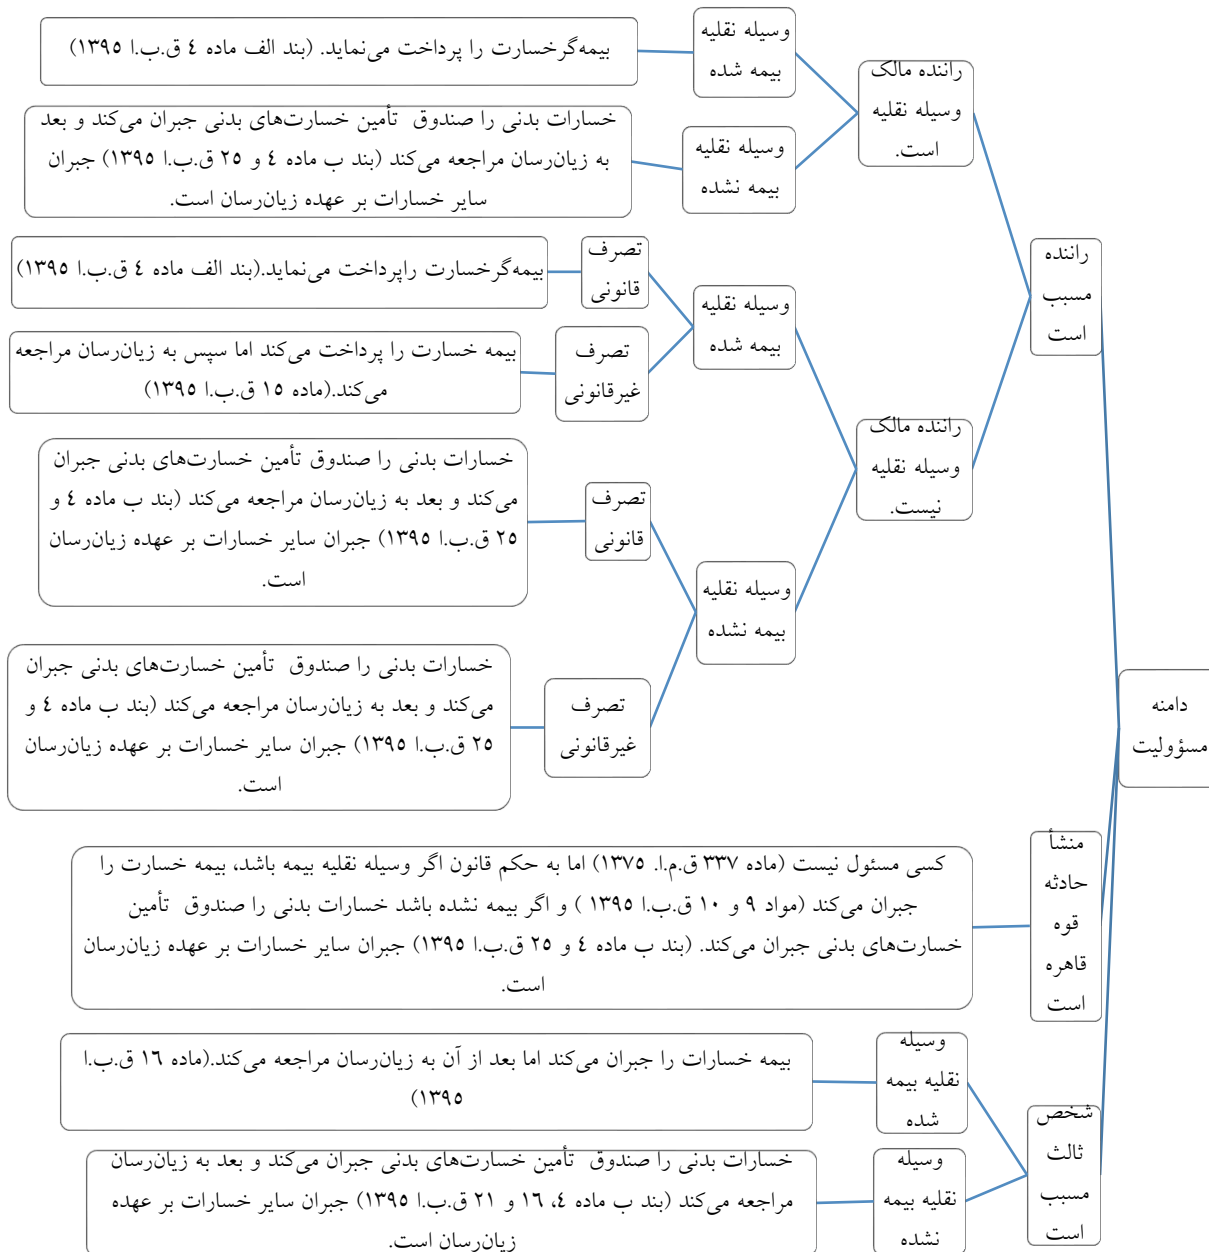 دامنه
مسؤولیت
راننده
مسبب
است
راننده مالک
وسیله نقلیه
است.
وسیله نقلیه
بیمه شده
بیمه‌گرخسارت را پرداخت می‌نماید. (بند الف ماده ٤ ق.ب.ا ١٣٩٥)
وسیله نقلیه
بیمه نشده
خسارات بدنی را صندوق تأمین خسارت‌های بدنی جبران می‌کند و بعد
به زیان‌رسان مراجعه می‌کند (بند ب ماده ٤ و ٢٥ ق.ب.ا ١٣٩٥) جبران
سایر خسارات بر عهده زیان‌رسان است.
راننده مالک
وسیله نقلیه
نیست.
وسیله نقلیه
بیمه شده
تصرف
قانونی
بیمه‌گرخسارت راپرداخت می‌نماید.(بند الف ماده ٤ ق.ب.ا ١٣٩٥)
تصرف
غیرقانونی
بیمه خسارت را پرداخت می‌کند اما سپس به زیان‌رسان مراجعه
می‌کند.(ماده ١٥ ق.ب.ا ١٣٩٥)
وسیله نقلیه
بیمه نشده
تصرف
قانونی
خسارات بدنی را صندوق تأمین خسارت‌های بدنی جبران
می‌کند و بعد به زیان‌رسان مراجعه می‌کند (بند ب ماده ٤ و
٢٥ ق.ب.ا ١٣٩٥) جبران سایر خسارات بر عهده زیان‌رسان
است.
تصرف
غیرقانونی
خسارات بدنی را صندوق تأمین خسارت‌های بدنی جبران
می‌کند و بعد به زیان‌رسان مراجعه می‌کند (بند ب ماده ٤ و
٢٥ ق.ب.ا ١٣٩٥) جبران سایر خسارات بر عهده زیان‌رسان
است.
منشأ
حادثه
قوه
قاهره
است
کسی مسئول نیست (ماده ٣٣٧ ق.م.ا. ١٣٧٥) اما به حکم قانون اگر وسیله نقلیه بیمه باشد، بیمه خسارت را
جبران می‌کند (مواد ٩ و ١٠ ق.ب.ا ١٣٩٥ ) و اگر بیمه نشده باشد خسارات بدنی را صندوق تأمین
خسارت‌های بدنی جبران می‌کند. (بند ب ماده ٤ و ٢٥ ق.ب.ا ١٣٩٥) جبران سایر خسارات بر عهده زیان‌رسان
است.
شخص
ثالث
مسبب
است
وسیله
نقلیه بیمه
شده
بیمه خسارات را جبران می‌کند اما بعد از آن به زیان‌رسان مراجعه می‌کند.(ماده ١٦ ق.ب.ا
١٣٩٥)
وسیله
نقلیه بیمه
نشده
خسارات بدنی را صندوق تأمین خسارت‌های بدنی جبران می‌کند و بعد به زیان‌رسان
مراجعه می‌کند (بند ب ماده ٤، ١٦ و ٢١ ق.ب.ا ١٣٩٥) جبران سایر خسارات بر عهده
زیان‌رسان است.